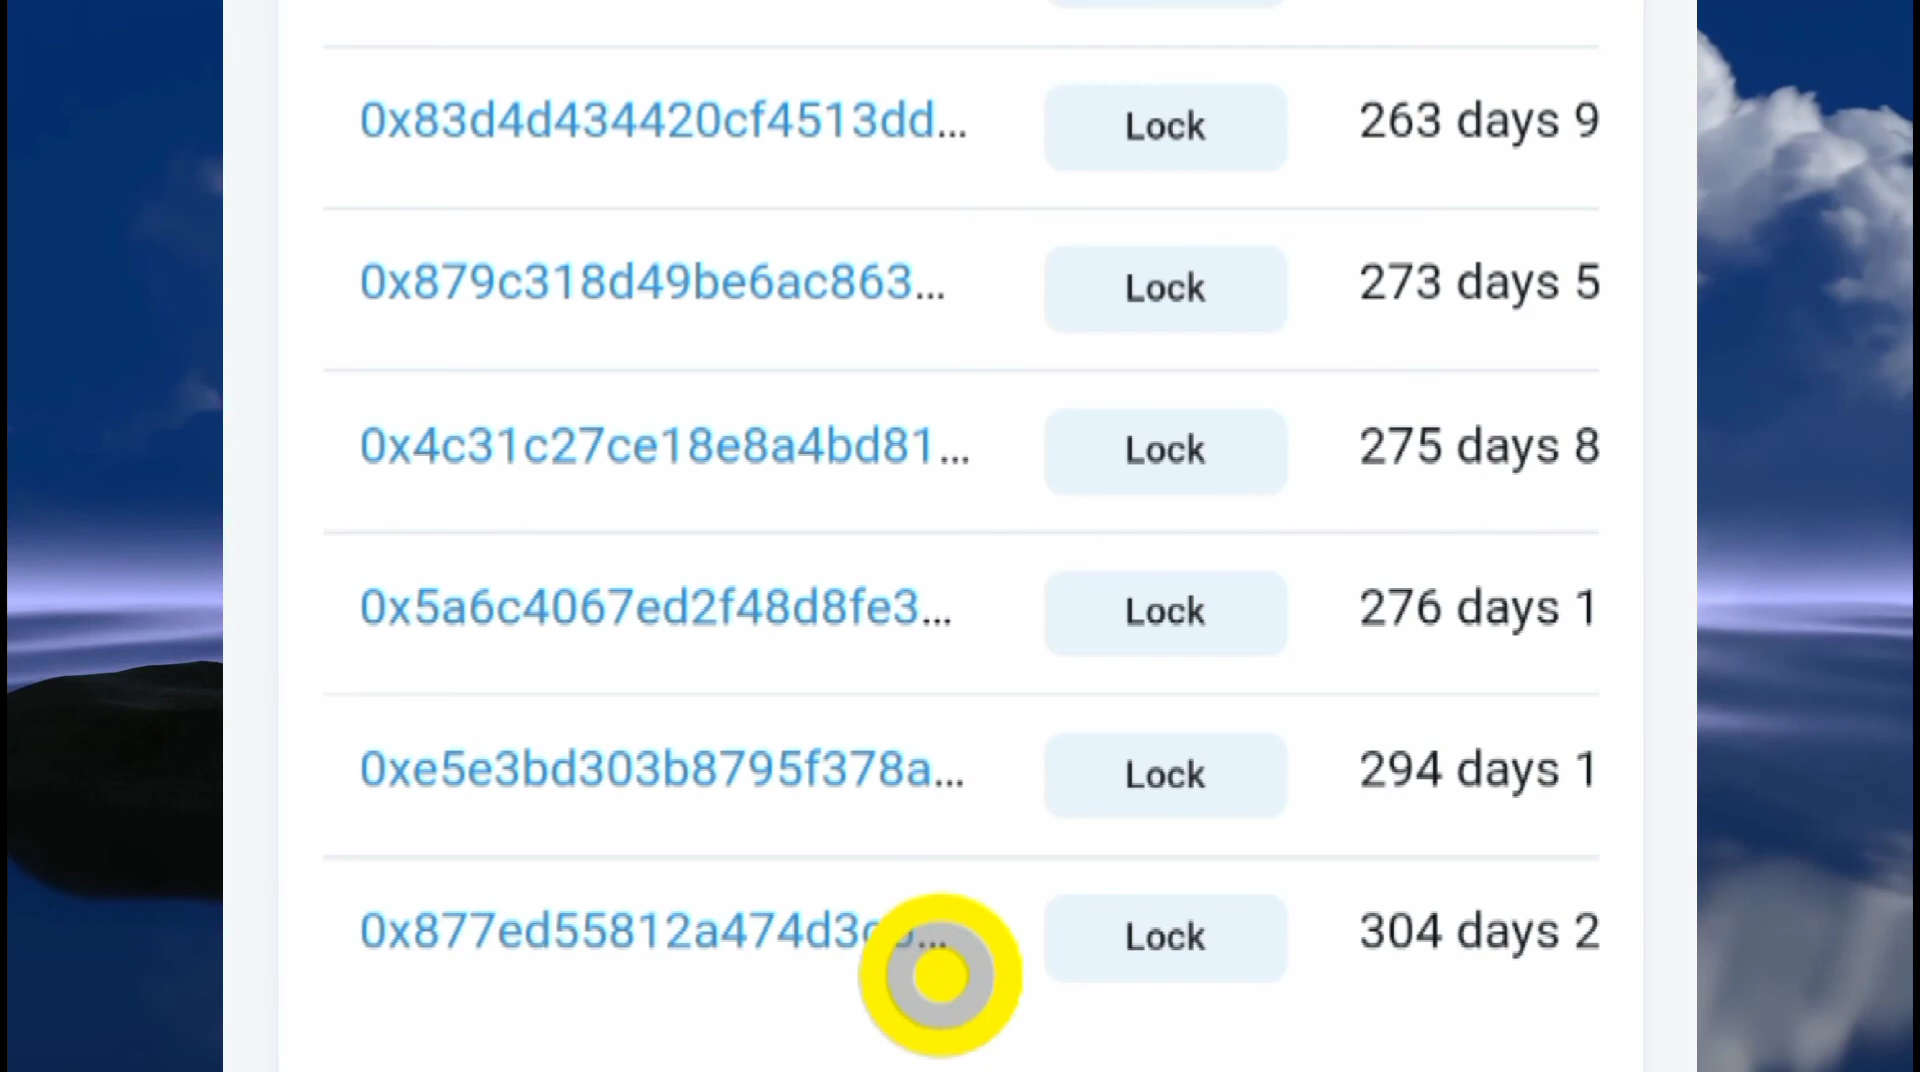 0x83d4d434420cf4513dd... Lock 263 days 9
0x879c318d49be6ac863... Lock 273 days 5
0x4c31c27ce18e8a4bd81... Lock 275 days 8
0x5a6c4067ed2f48d8fe3... Lock 276 days 1
0xe5e3bd303b8795f378a... Lock 294 days 1
Lock 304 days 2